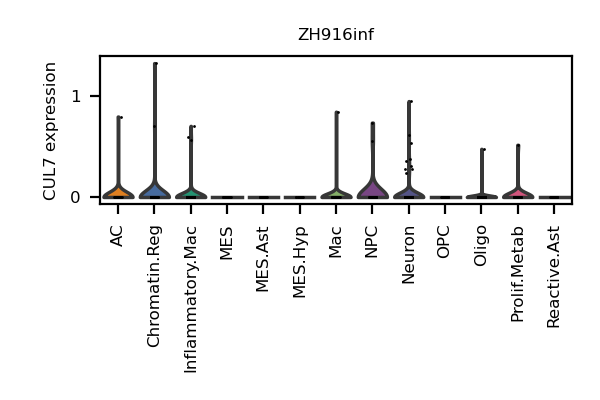 ZH916inf
CUL7 expression
1
0
AC
Chromatin.Reg
Inflammatory.Mac
MES
MES.Ast
MES.Hyp
Mac
NPC
Neuron
OPC
Oligo
Prolif.Metab
Reactive.Ast